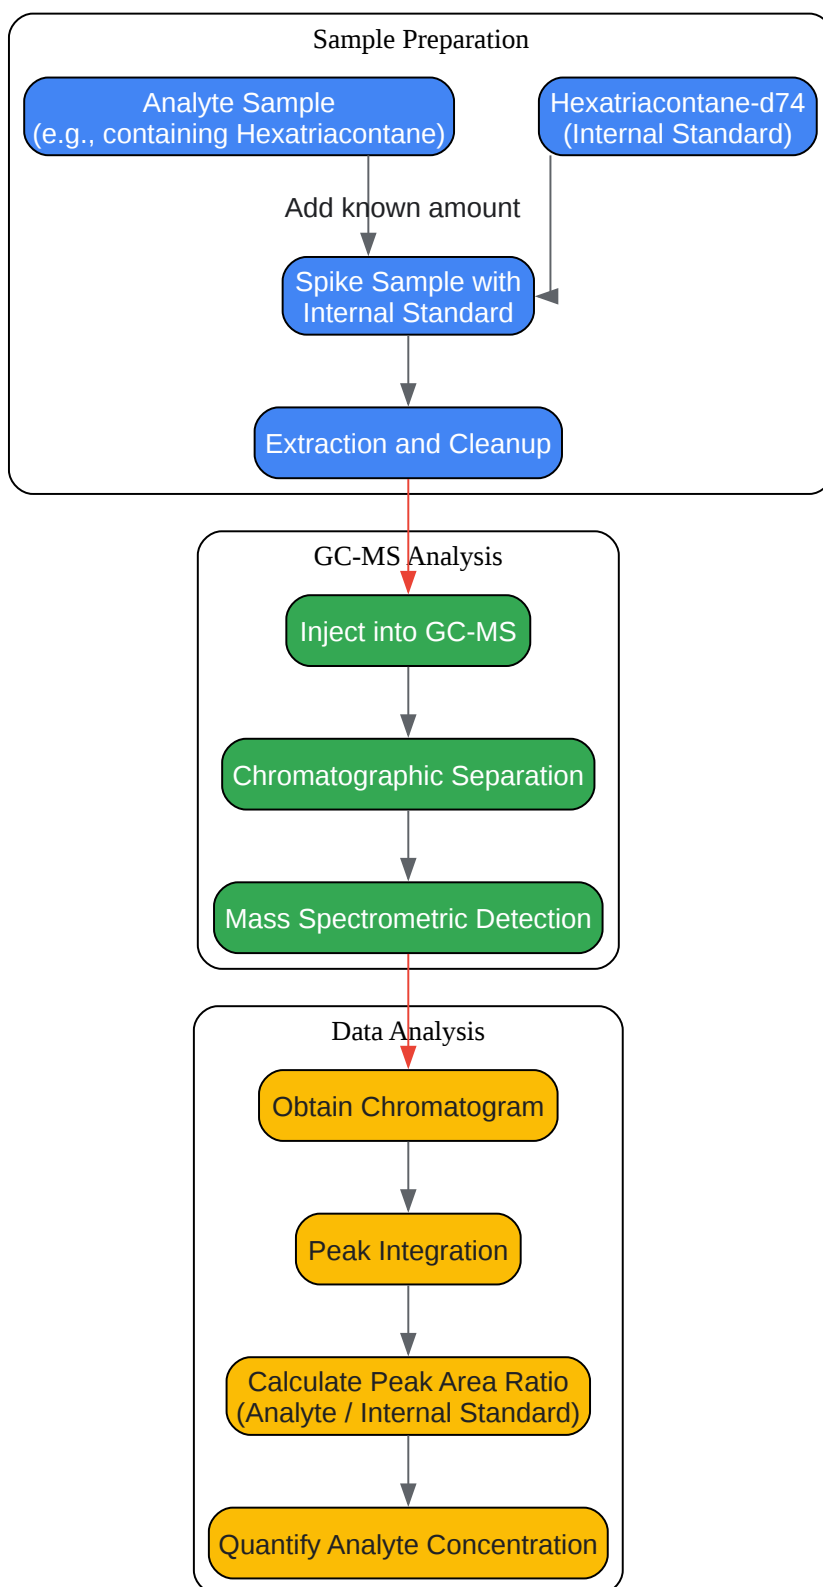 Sample Preparation
Analyte Sample
(e.g., containing Hexatriacontane)
Hexatriacontane-d74
(Internal Standard)
Add known amount
Spike Sample with
Internal Standard
Extraction and Cleanup
GC-MS Analysis
Inject into GC-MS
Chromatographic Separation
Mass Spectrometric Detection
Data Analysis
Obtain Chromatogram
Peak Integration
Calculate Peak Area Ratio
(Analyte / Internal Standard)
Quantify Analyte Concentration